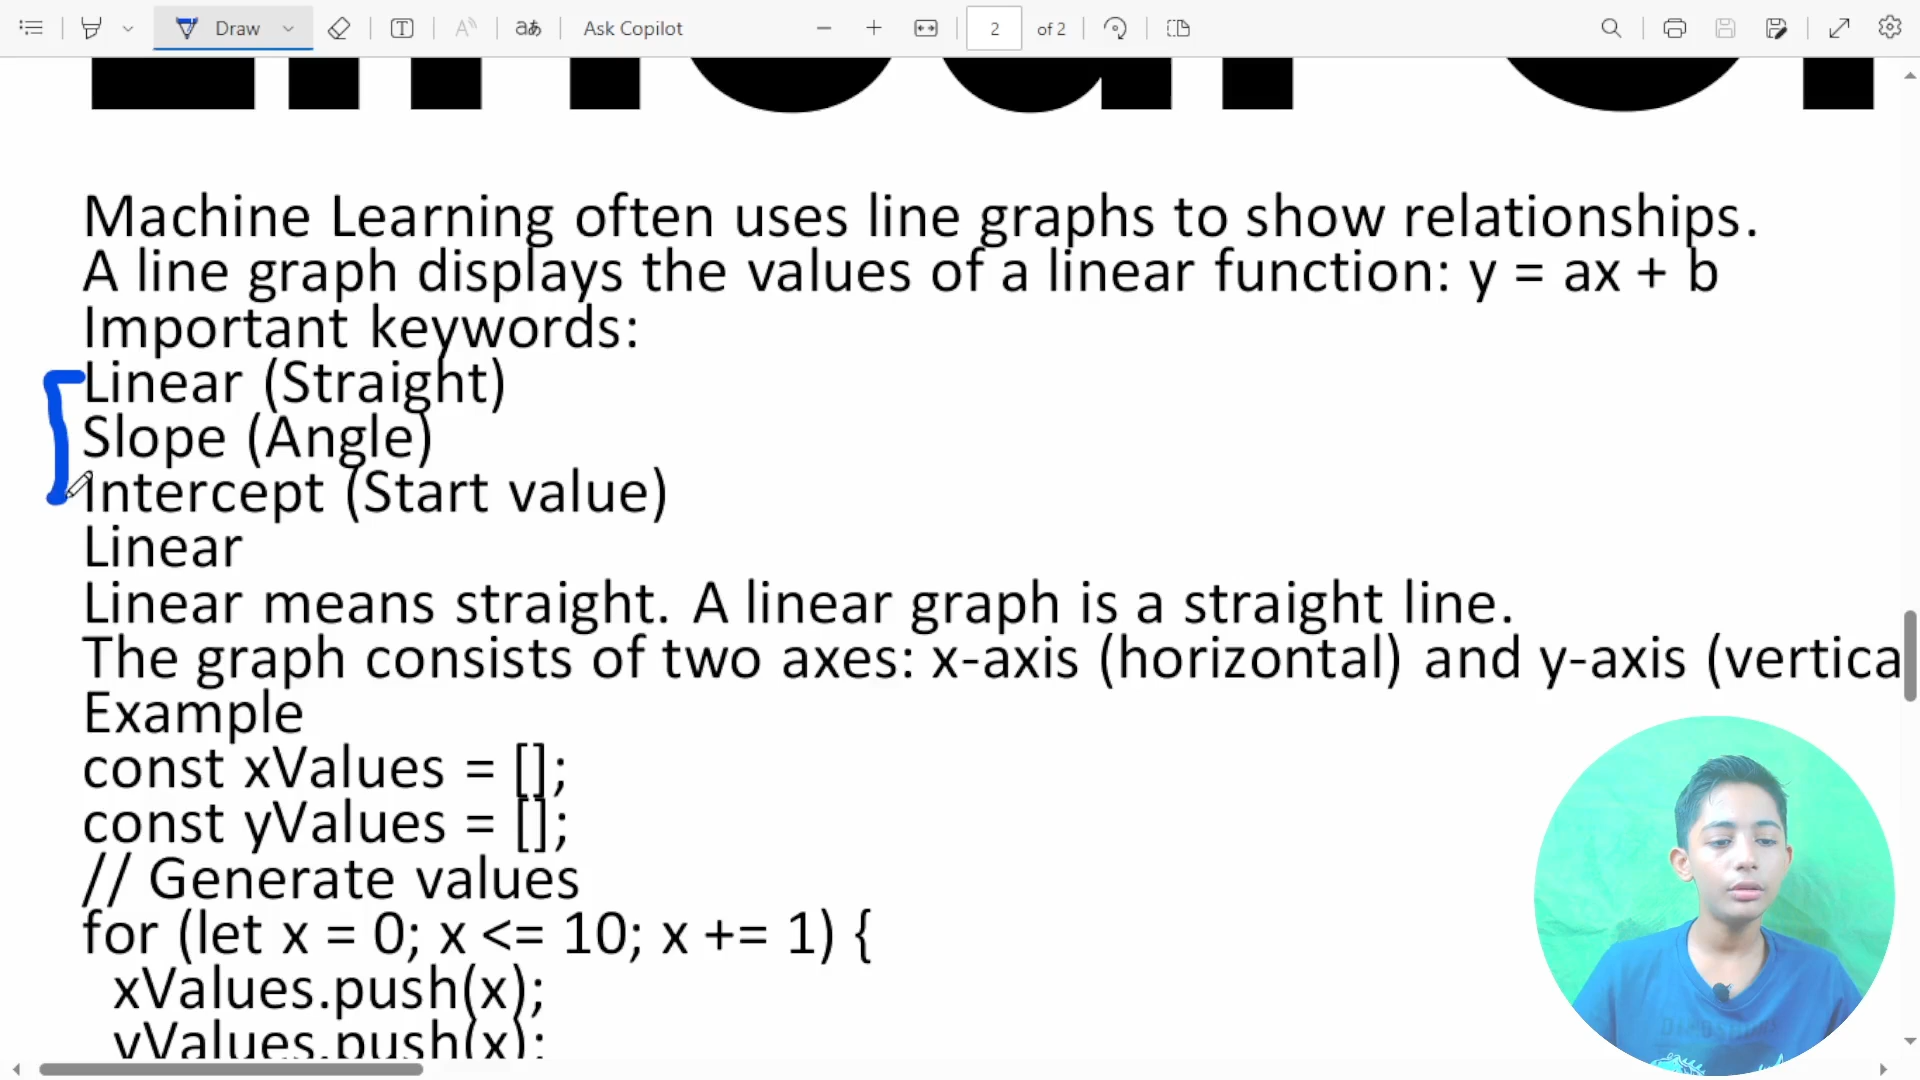 Draw
Ask Copilot
2 of 2
Machine Learning often uses line graphs to show relationships.
A line graph displays the values of a linear function: y = ax + b
Important keywords:
Linear (Straight)
Slope (Angle)
Intercept (Start value)
Linear
Linear means straight. A linear graph is a straight line.
The graph consists of two axes: x-axis (horizontal) and y-axis (vertica
Example
const xValues = [];
const yValues = [];
// Generate values
for (let x = 0; x <= 10; x += 1) {
xValues.push(x);
yValues.push(x);